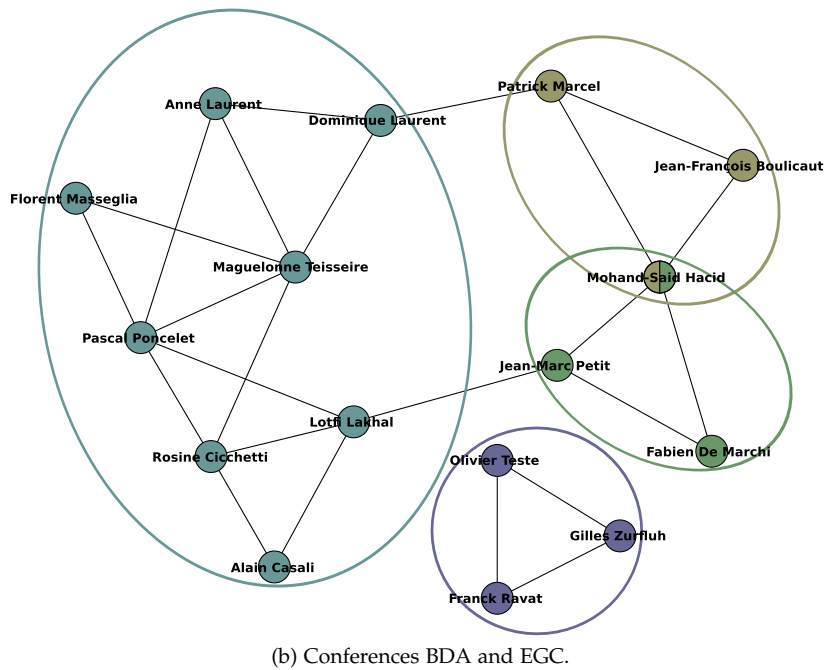 Patrick Marcel
Anne Laurent
Dominique Laurent
Jean-François Boulicaut
Florent Masseglia
Maguelonne Teisseire
Mohand-Said Hacid
Pascal Poncelet
Jean-Marc Petit
Lotfi Lakhal
Fabien De Marchi
Rosine Cicchetti
Olivier Teste
Gilles Zurfluh
Alain Casali
Franck Ravat
(b) Conferences BDA and EGC.